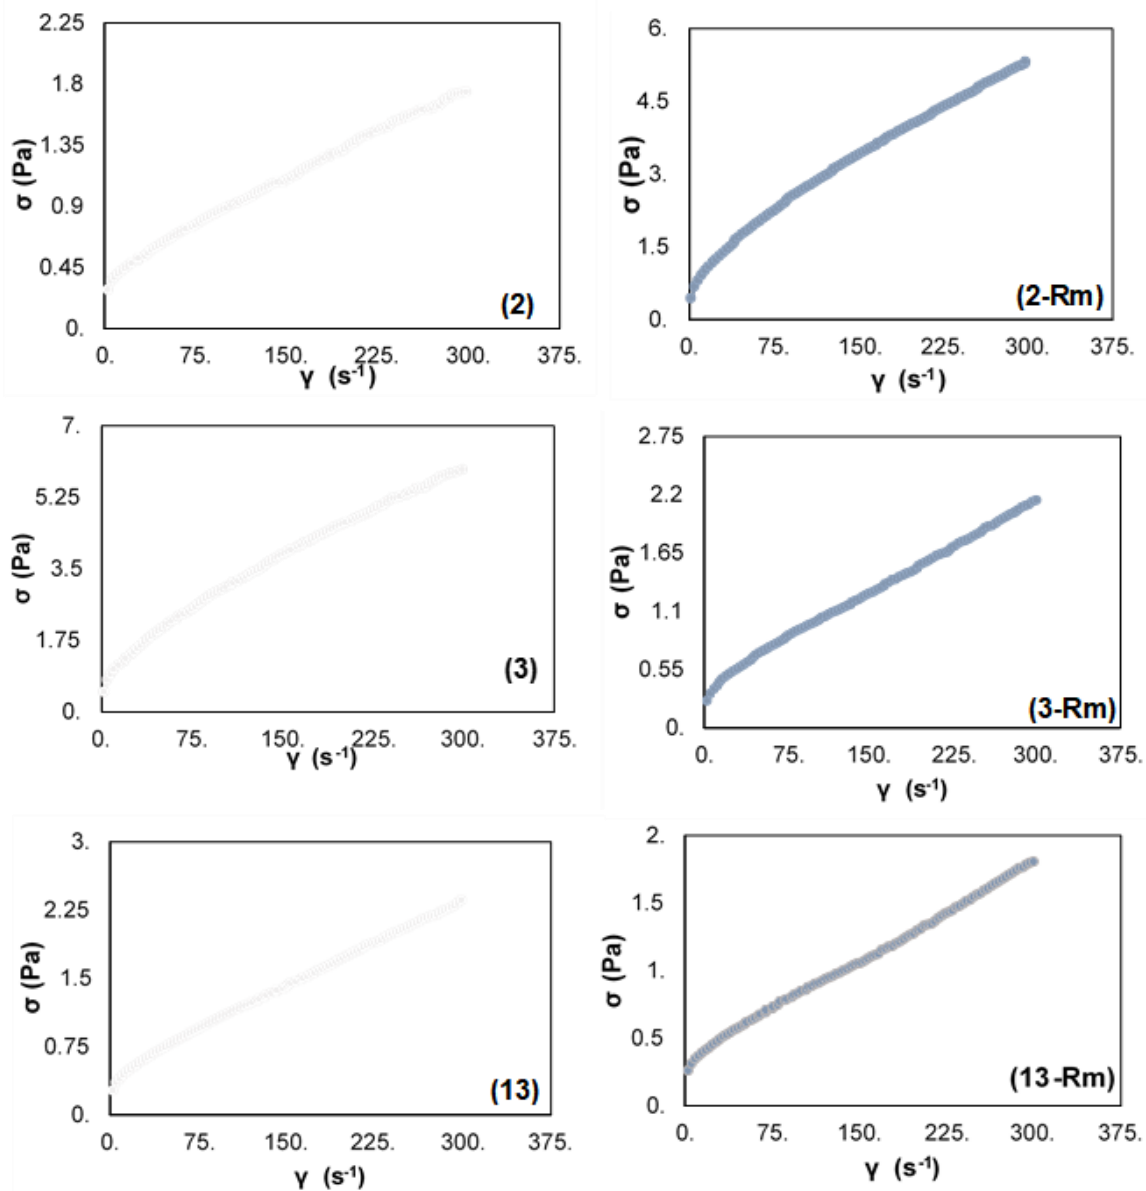 2.25
1.8
1.35
0.9
0.45
0.
σ (Pa)
(2)
0. 75. 150. 225. 300. 375.
γ (s-1)
6.
4.5
3.
1.5
0.
σ (Pa)
(2-Rm)
0. 75. 150. 225. 300. 375.
γ (s-1)
7.
5.25
3.5
1.75
0.
σ (Pa)
(3)
0. 75. 150. 225. 300. 375.
γ (s-1)
2.75
2.2
1.65
1.1
0.55
0.
σ (Pa)
(3-Rm)
0. 75. 150. 225. 300. 375.
γ (s-1)
3.
2.25
1.5
0.75
0.
σ (Pa)
(13)
0. 75. 150. 225. 300. 375.
γ (s-1)
2.
1.5
1.
0.5
0.
σ (Pa)
(13-Rm)
0. 75. 150. 225. 300. 375.
γ (s-1)